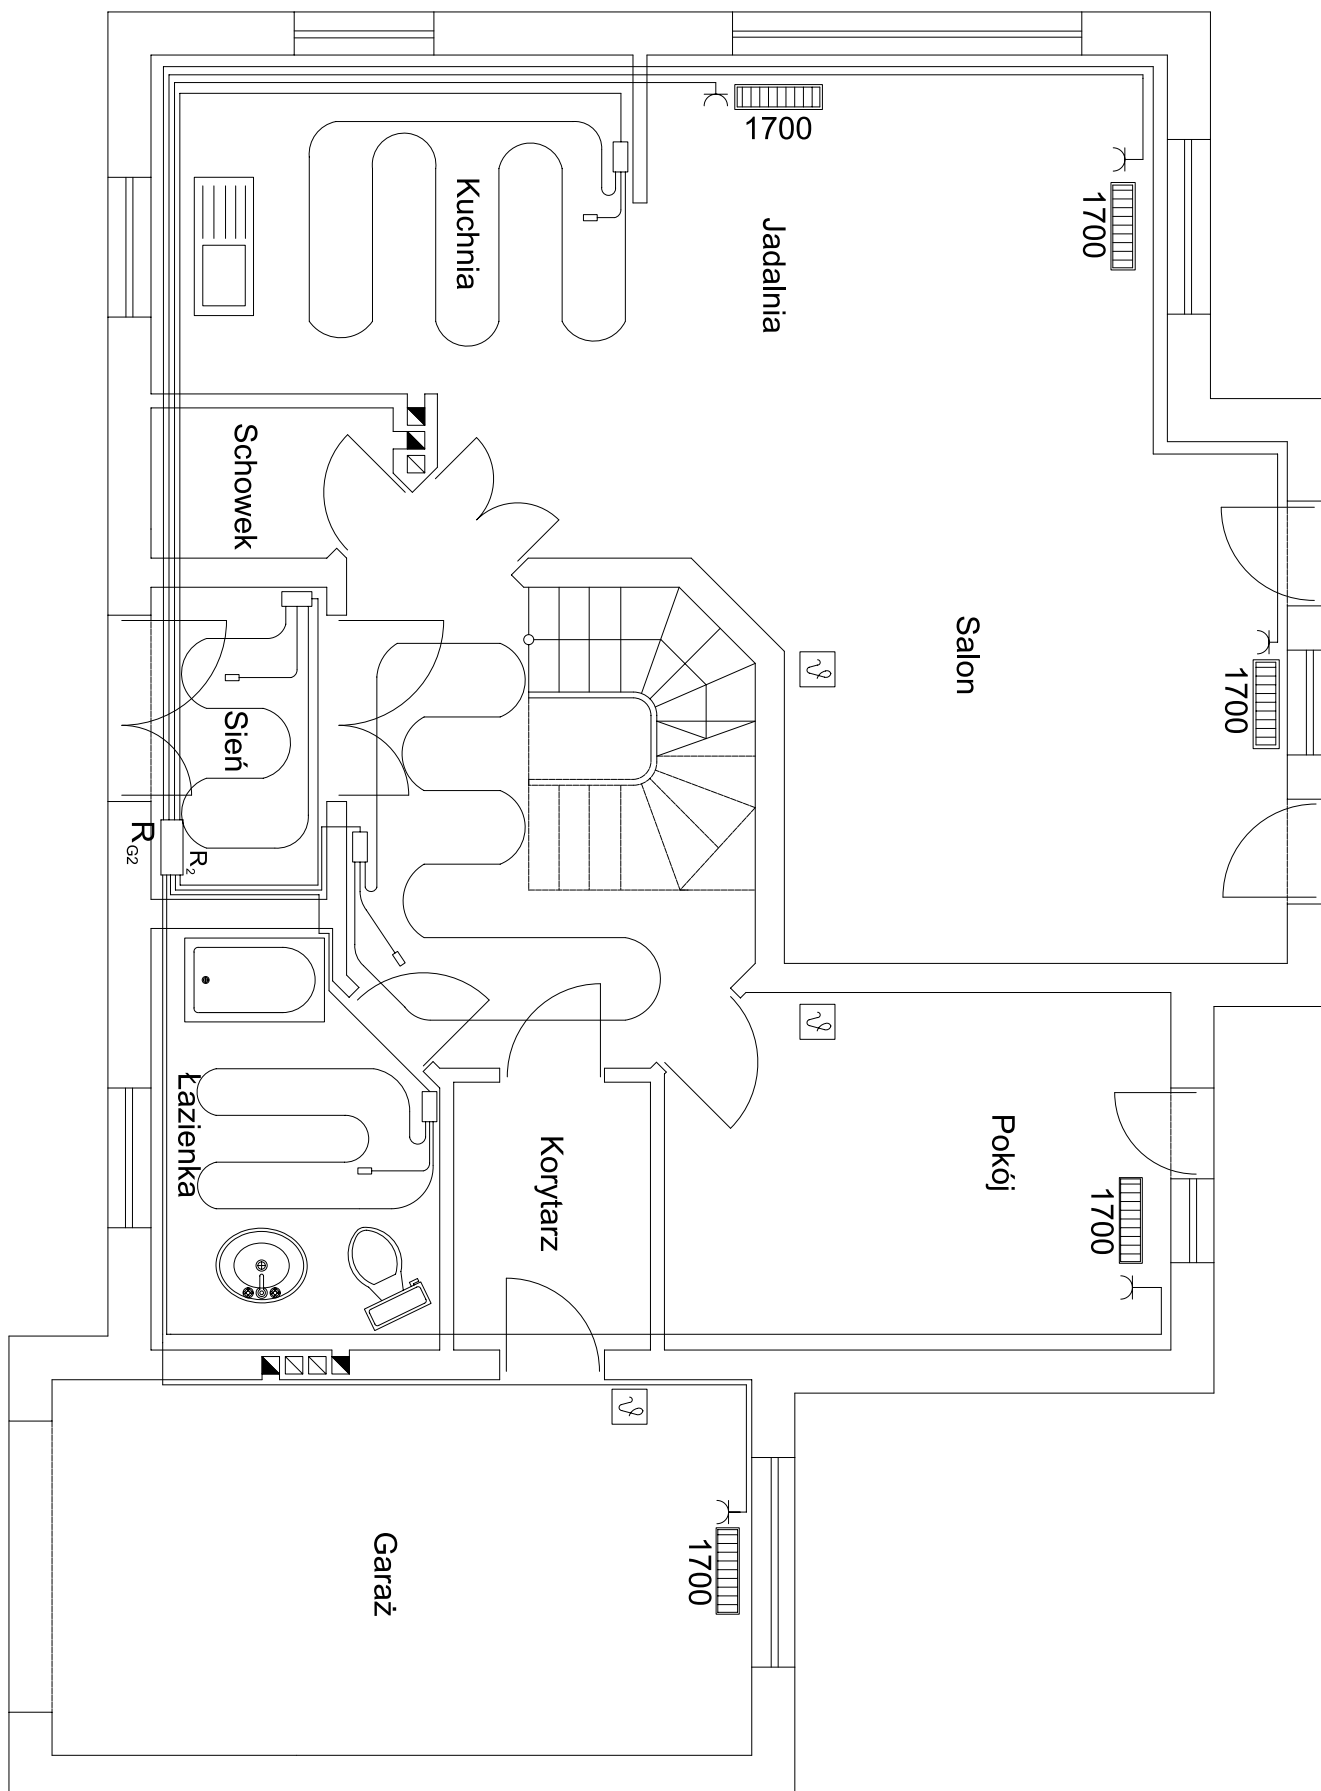 1700
Kuchnia
1700
Jadalnia
Schowek
Salon
1700
Sień
R G2
R 2
Łazienka
Korytarz
Pokój
1700
Garaż
1700